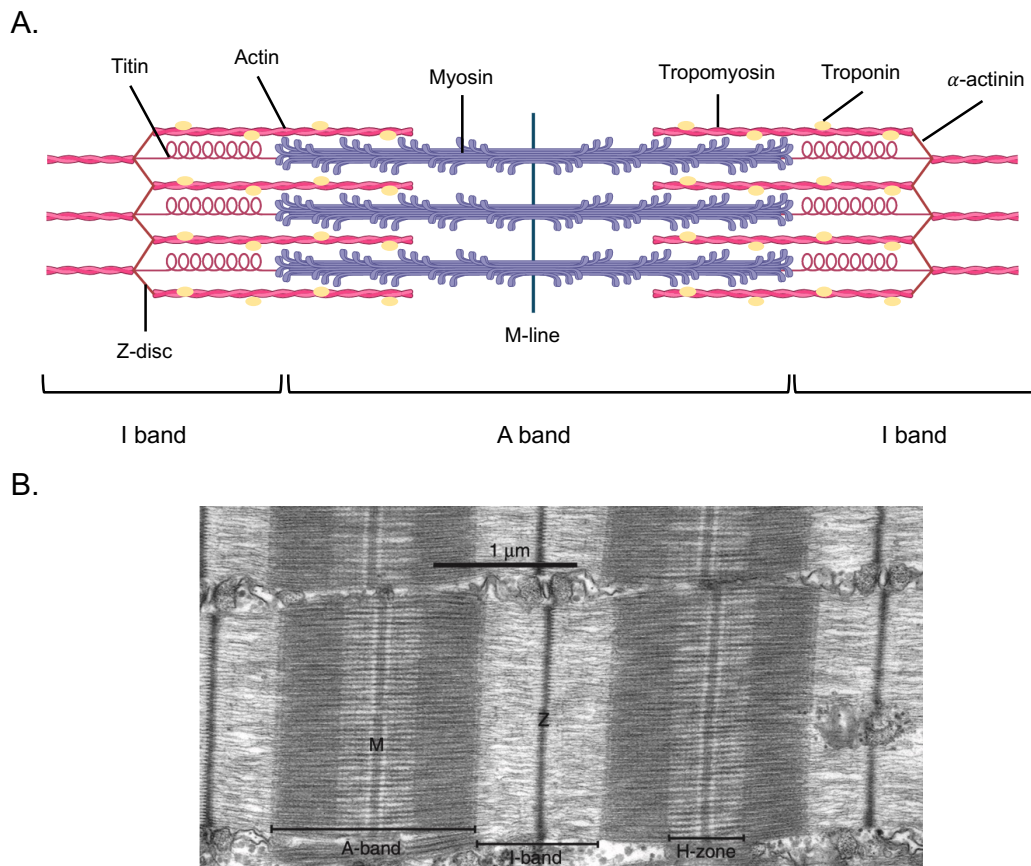 A.
Titin
Actin
Myosin
Tropomyosin
Troponin
α-actinin
Z-disc
M-line
I band
A band
I band
B.
1 μm
M
Z
A-band
I-band
H-zone